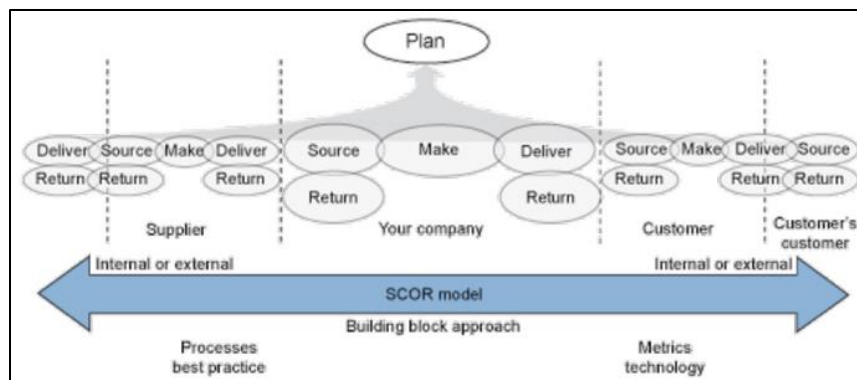 Plan
Deliver Source Make Deliver Source Make Deliver Source Make Deliver Source
Return Return Return Return Return Return Return Return
Supplier Your company Customer Customer's
customer
Internal or external Internal or external
SCOR model
Building block approach
Processes Metrics
best practice technology